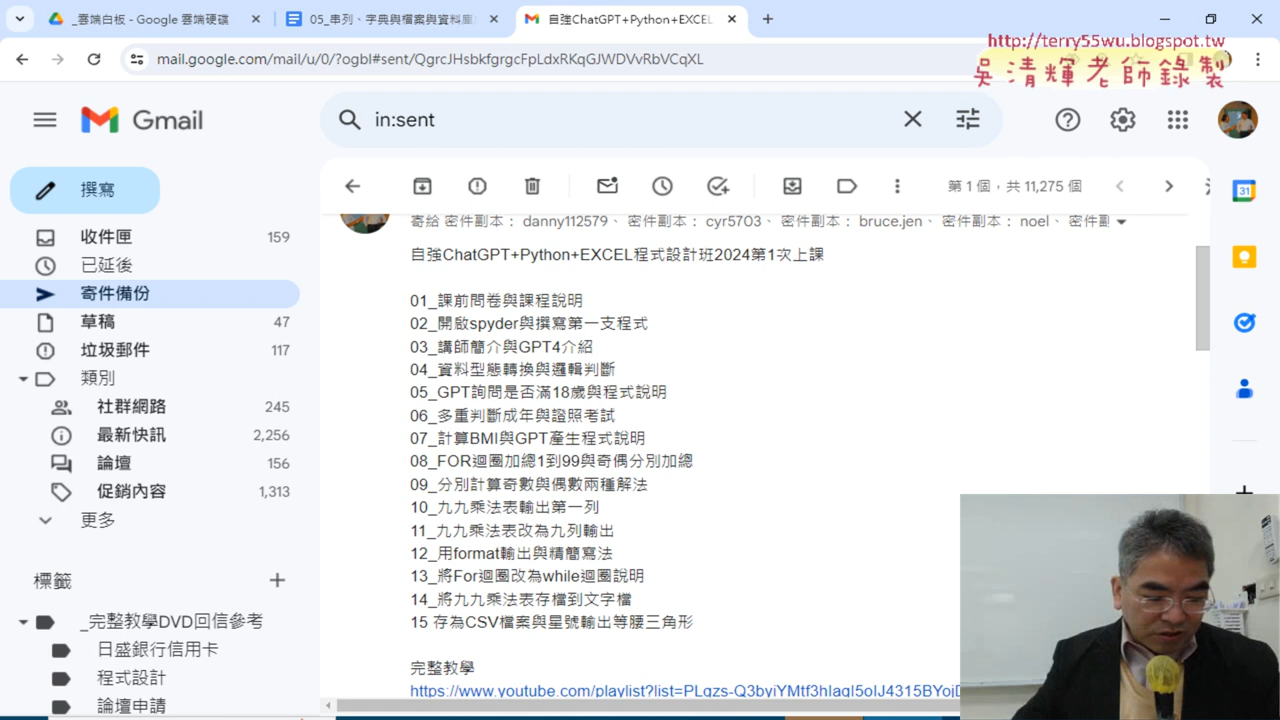 _雲端白板 - Google 雲端硬碟
05_串列、字典與檔案與資料庫
自強ChatGPT+Python+EXCEL
mail.google.com/mail/u/0/?ogbl#sent/QgrcJHsbkfgrgcFpLdxRKqGJWDVvRbVCqXL
http://terry55wu.blogspot.tw
吳清輝老師錄製
Gmail
in:sent
撰寫
第 1 個，共 11,275 個
收件匣 159
已延後
寄件備份
草稿 47
垃圾郵件 117
類別
社群網路 245
最新快訊 2,256
論壇 156
促銷內容 1,313
更多
標籤
_完整教學DVD回信參考
日盛銀行信用卡
程式設計
論壇申請
寄給 密件副本： danny112579、 密件副本： cyr5703、 密件副本： bruce.jen、 密件副本： noel、 密件副
自強ChatGPT+Python+EXCEL程式設計班2024第1次上課
01_課前問卷與課程說明
02_開啟spyder與撰寫第一支程式
03_講師簡介與GPT4介紹
04_資料型態轉換與邏輯判斷
05_GPT詢問是否滿18歲與程式說明
06_多重判斷成年與證照考試
07_計算BMI與GPT產生程式說明
08_FOR迴圈加總1到99與奇偶分別加總
09_分別計算奇數與偶數兩種解法
10_九九乘法表輸出第一列
11_九九乘法表改為九列輸出
12_用format輸出與精簡寫法
13_將For迴圈改為while迴圈說明
14_將九九乘法表存檔到文字檔
15 存為CSV檔案與星號輸出等腰三角形
完整教學
https://www.youtube.com/playlist?list=PLgzs-Q3byiYMtf3hIagI5oIJ4315BYojD
31